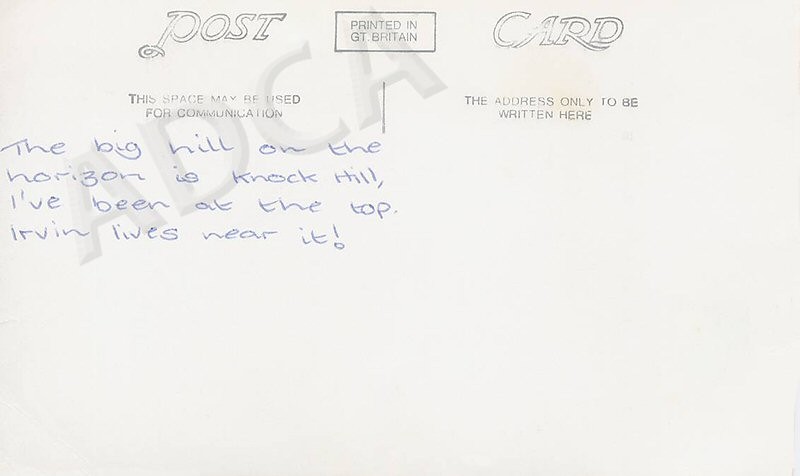 POST
PRINTED IN
GT. BRITAIN
CARD
THIS SPACE MAY BE USED
FOR COMMUNICATION
THE ADDRESS ONLY TO BE
WRITTEN HERE
The big hill on the
horizon is Knock Hill,
I've been at the top.
Irvin lives near it!
ADCA